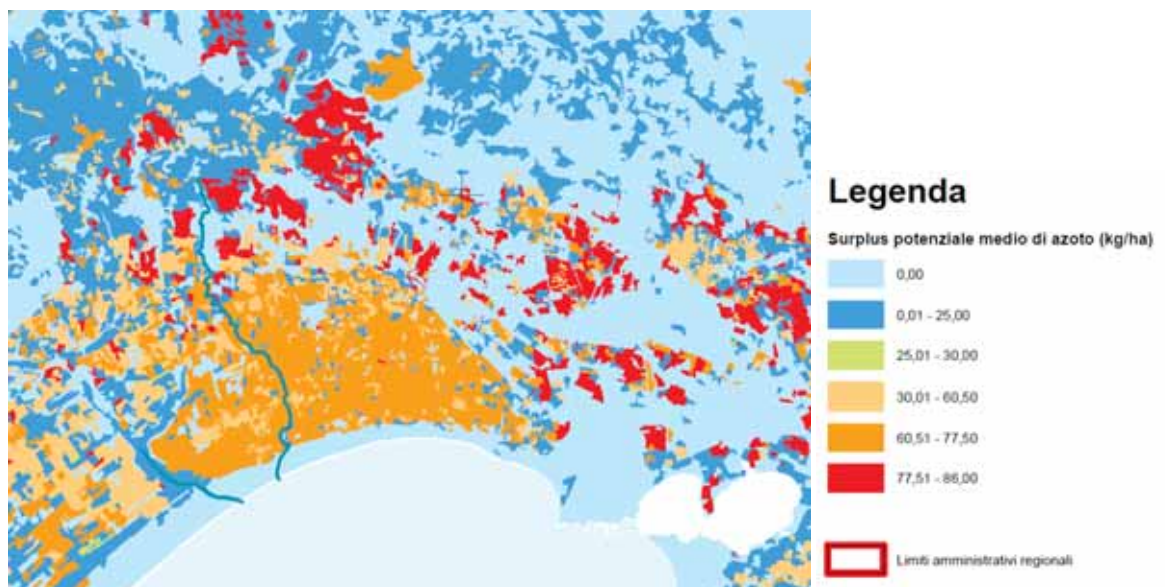 Legenda
Surplus potenziale medio di azoto (kg/ha)
0,00
0,01 - 25,00
25,01 - 30,00
30,01 - 60,50
60,51 - 77,50
77,51 - 86,00
Limiti amministrativi regionali